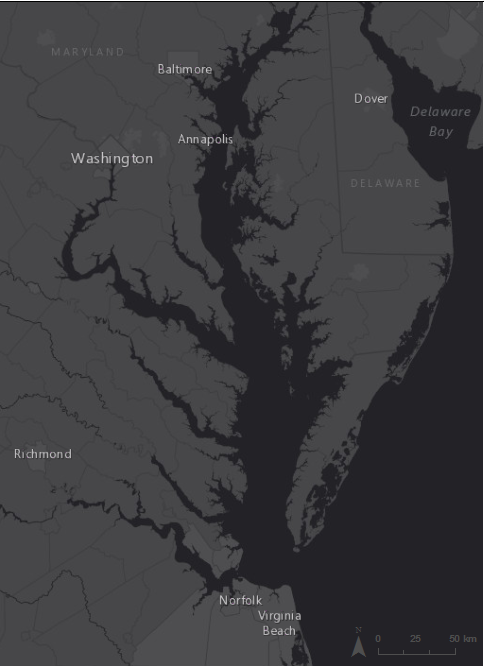 MARYLAND
Baltimore
Dover
Delaware
Bay
Annapolis
Washington
DELAWARE
Richmond
Norfolk
Virginia
Beach
N
0 25 50 km